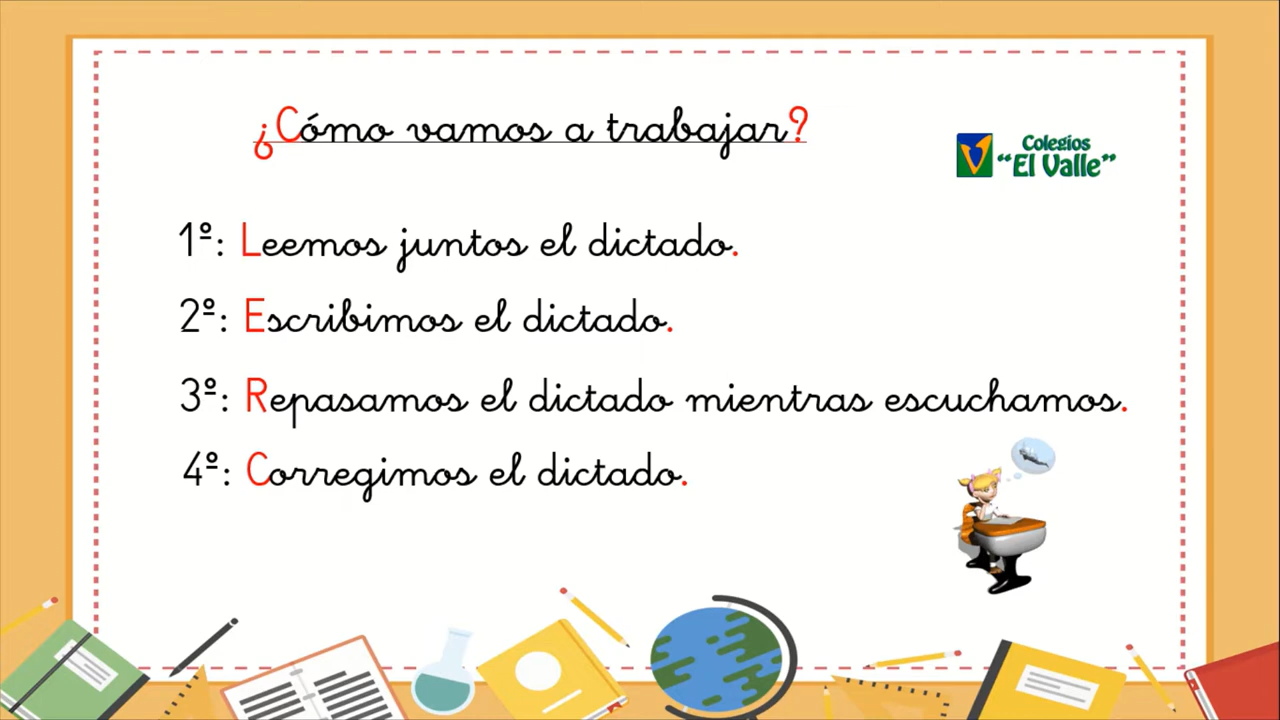 ¿Cómo vamos a trabajar?
Colegios
“El Valle”
1º: Leemos juntos el dictado.
2º: Escribimos el dictado.
3º: Repasamos el dictado mientras escuchamos.
4º: Corregimos el dictado.